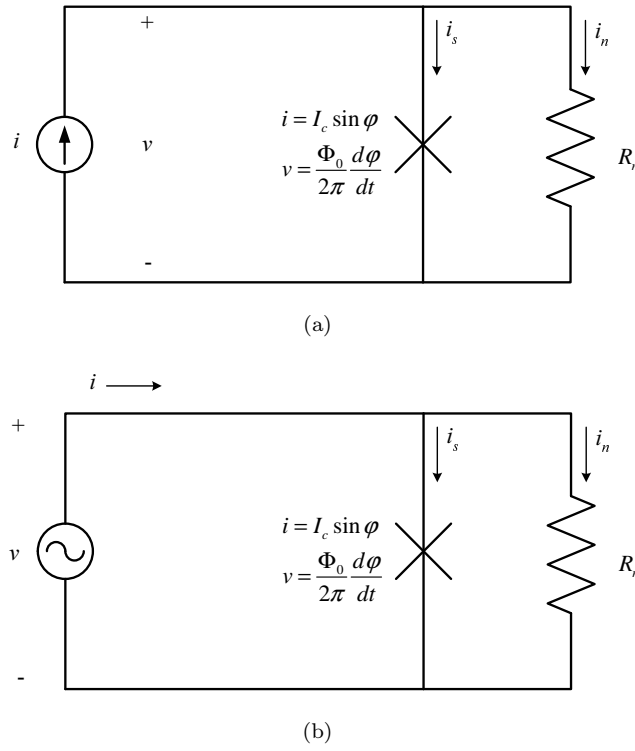 +
i_s
i_n
i = I_c sin φ
i
v
v = Φ_0/2π dφ/dt
-
(a)
i
+
i_s
i_n
i = I_c sin φ
v
v = Φ_0/2π dφ/dt
-
(b)